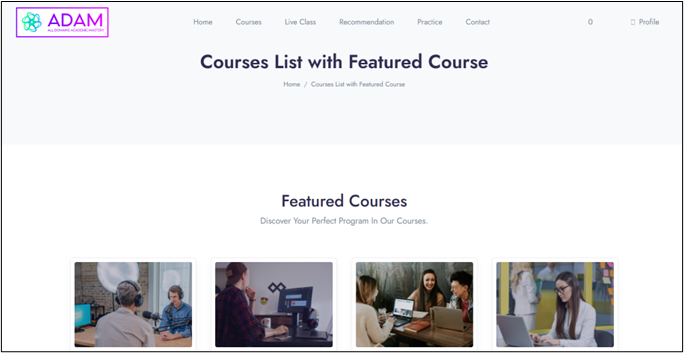 ADAM
ALL DOMAINS ACADEMIC MASTERY
Home Courses Live Class Recommendation Practice Contact 0 Profile
Courses List with Featured Course
Home / Courses List with Featured Course
Featured Courses
Discover Your Perfect Program In Our Courses.